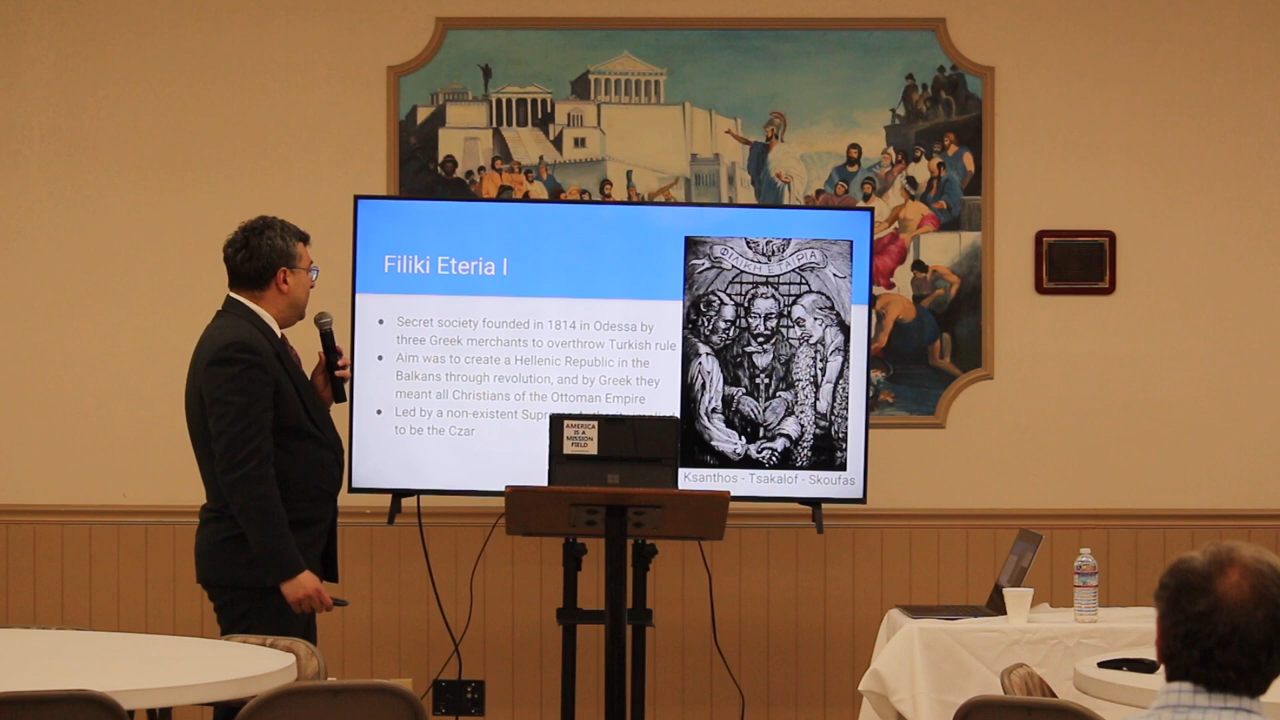 Filiki Eteria I
ΦΙΛΙΚΗ ΕΤΑΙΡΙΑ
Secret society founded in 1814 in Odessa by
three Greek merchants to overthrow Turkish rule
Aim was to create a Hellenic Republic in the
Balkans through revolution, and by Greek they
meant all Christians of the Ottoman Empire
Led by a non-existent
to be the Czar
Ksanthos - Tsakalof - Skoufas
AMERICA
IS A
MISSION
FIELD